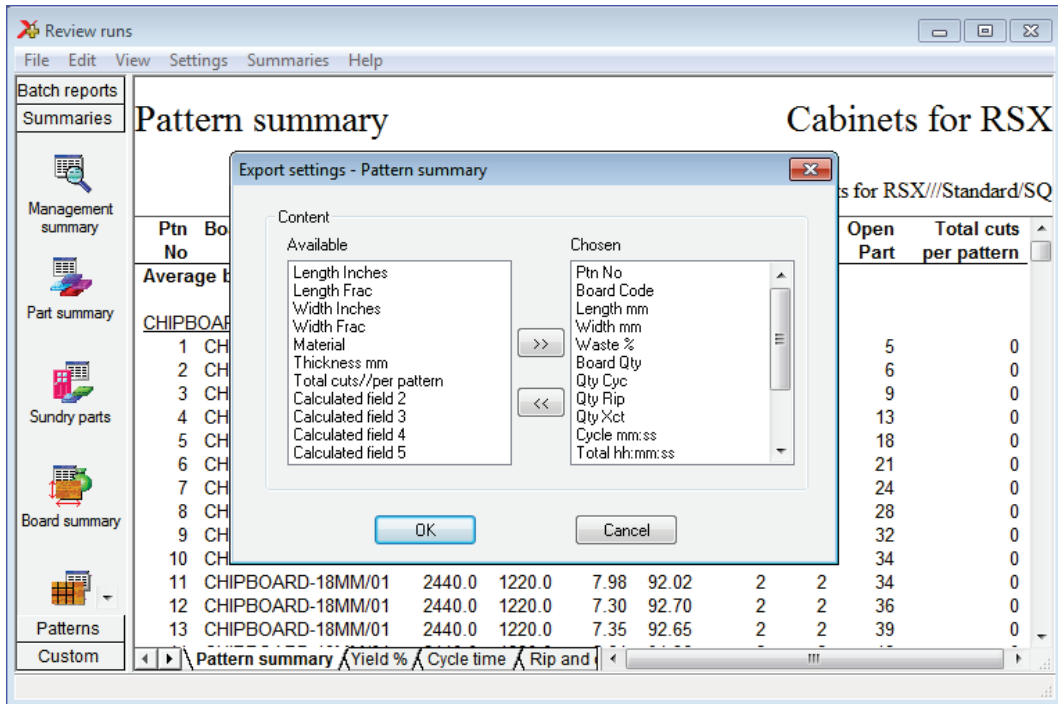 Review runs
File Edit View Settings Summaries Help
Batch reports
Summaries
Management
summary
Part summary
Sundry parts
Board summary
Patterns
Custom
Pattern summary Cabinets for RSX
s for RSX///Standard/SQ
Ptn Bo Open Total cuts
No Part per pattern
Average b
CHIPBOAR
1 CH 5 0
2 CH 6 0
3 CH 9 0
4 CH 13 0
5 CH 18 0
6 CH 21 0
7 CH 24 0
8 CH 28 0
9 CH 32 0
10 CH 34 0
11 CHIPBOARD-18MM/01 2440.0 1220.0 7.98 92.02 2 2 34 0
12 CHIPBOARD-18MM/01 2440.0 1220.0 7.30 92.70 2 2 36 0
13 CHIPBOARD-18MM/01 2440.0 1220.0 7.35 92.65 2 2 39 0
Pattern summary Yield % Cycle time Rip and
Export settings - Pattern summary
Content
Available
Length Inches
Length Frac
Width Inches
Width Frac
Material
Thickness mm
Total cuts//per pattern
Calculated field 2
Calculated field 3
Calculated field 4
Calculated field 5
>>
<<
Chosen
Ptn No
Board Code
Length mm
Width mm
Waste %
Board Qty
Qty Cyc
Qty Rip
Qty Xct
Cycle mm:ss
Total hh:mm:ss
OK Cancel